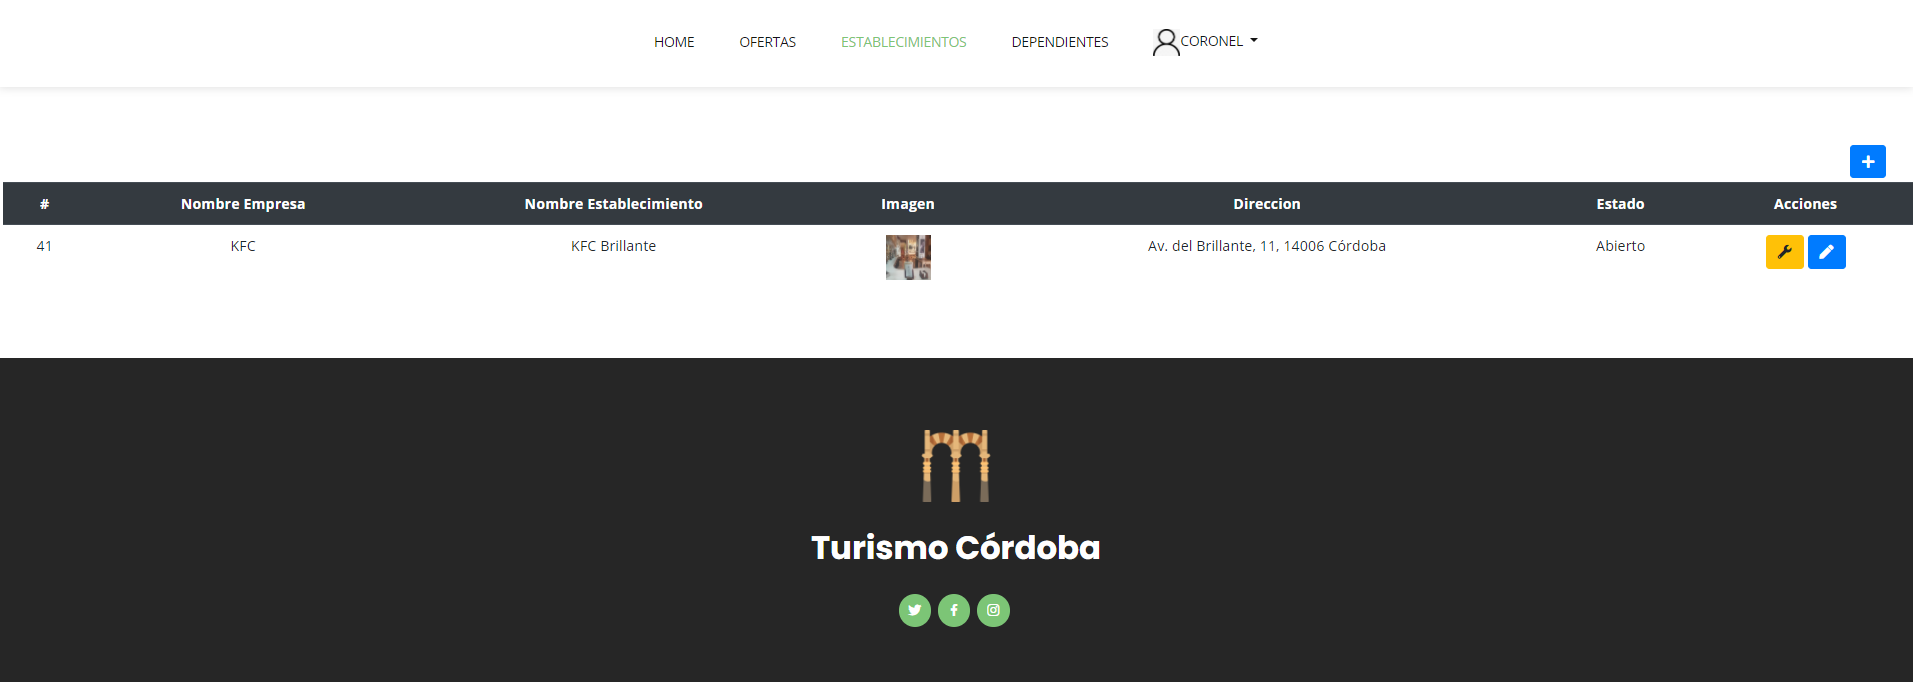 HOME OFERTAS ESTABLECIMIENTOS DEPENDIENTES CORONEL
# Nombre Empresa Nombre Establecimiento Imagen Direccion Estado Acciones
41 KFC KFC Brillante Av. del Brillante, 11, 14006 Córdoba Abierto
Turismo Córdoba